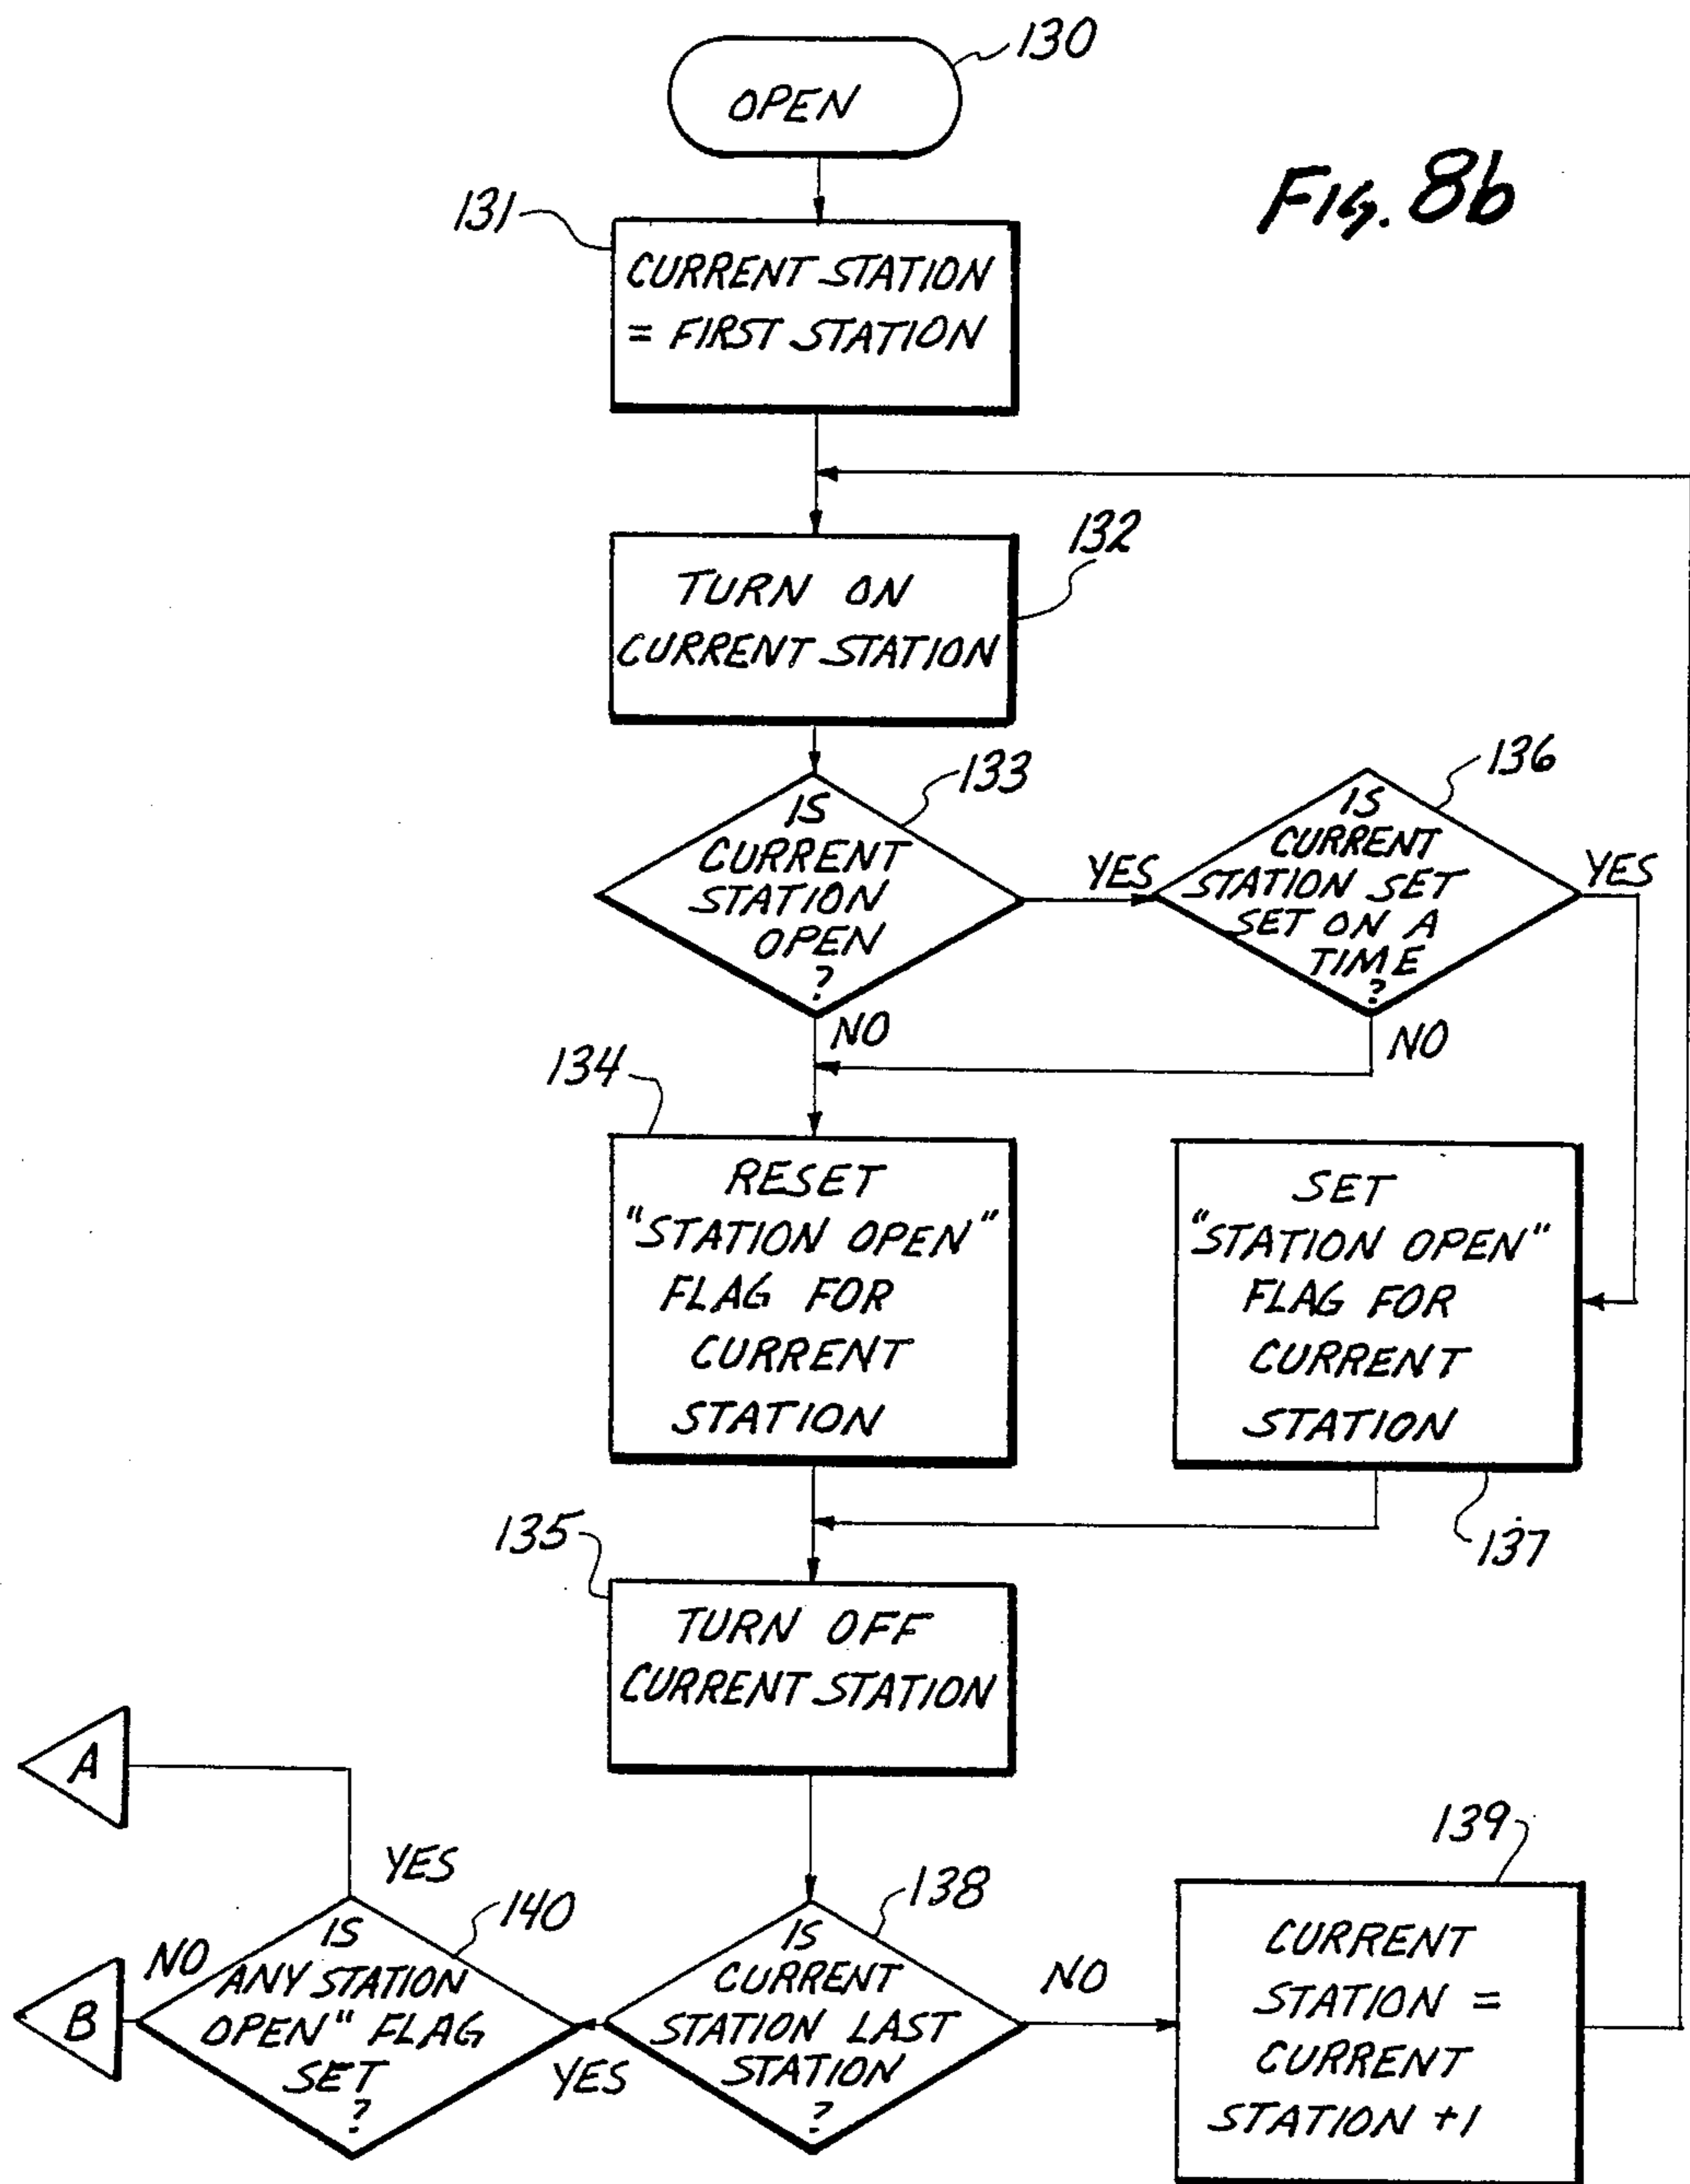 130
OPEN
FIG. 8b
131
CURRENT STATION
= FIRST STATION
132
TURN ON
CURRENT STATION
133
IS
CURRENT
STATION
OPEN
?
YES
NO
136
IS
CURRENT
STATION SET
SET ON A
TIME
?
YES
NO
134
RESET
"STATION OPEN"
FLAG FOR
CURRENT
STATION
SET
"STATION OPEN"
FLAG FOR
CURRENT
STATION
137
135
TURN OFF
CURRENT STATION
A
YES
140
IS
ANY STATION
OPEN" FLAG
SET
?
NO
B
138
IS
CURRENT
STATION LAST
STATION
?
YES
NO
139
CURRENT
STATION =
CURRENT
STATION +1